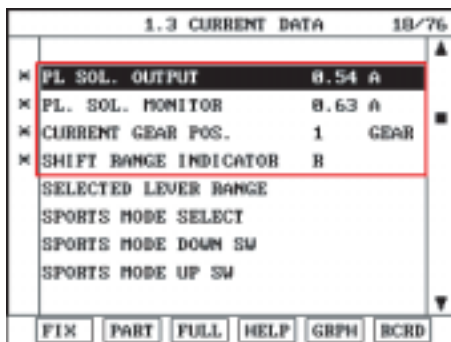 1.3 CURRENT DATA 18/76
* PL SOL. OUTPUT 0.54 A
* PL. SOL. MONITOR 0.63 A
* CURRENT GEAR POS. 1 GEAR
* SHIFT RANGE INDICATOR R
SELECTED LEVER RANGE
SPORTS MODE SELECT
SPORTS MODE DOWN SW
SPORTS MODE UP SW
FIX PART FULL HELP GRPH RCRD